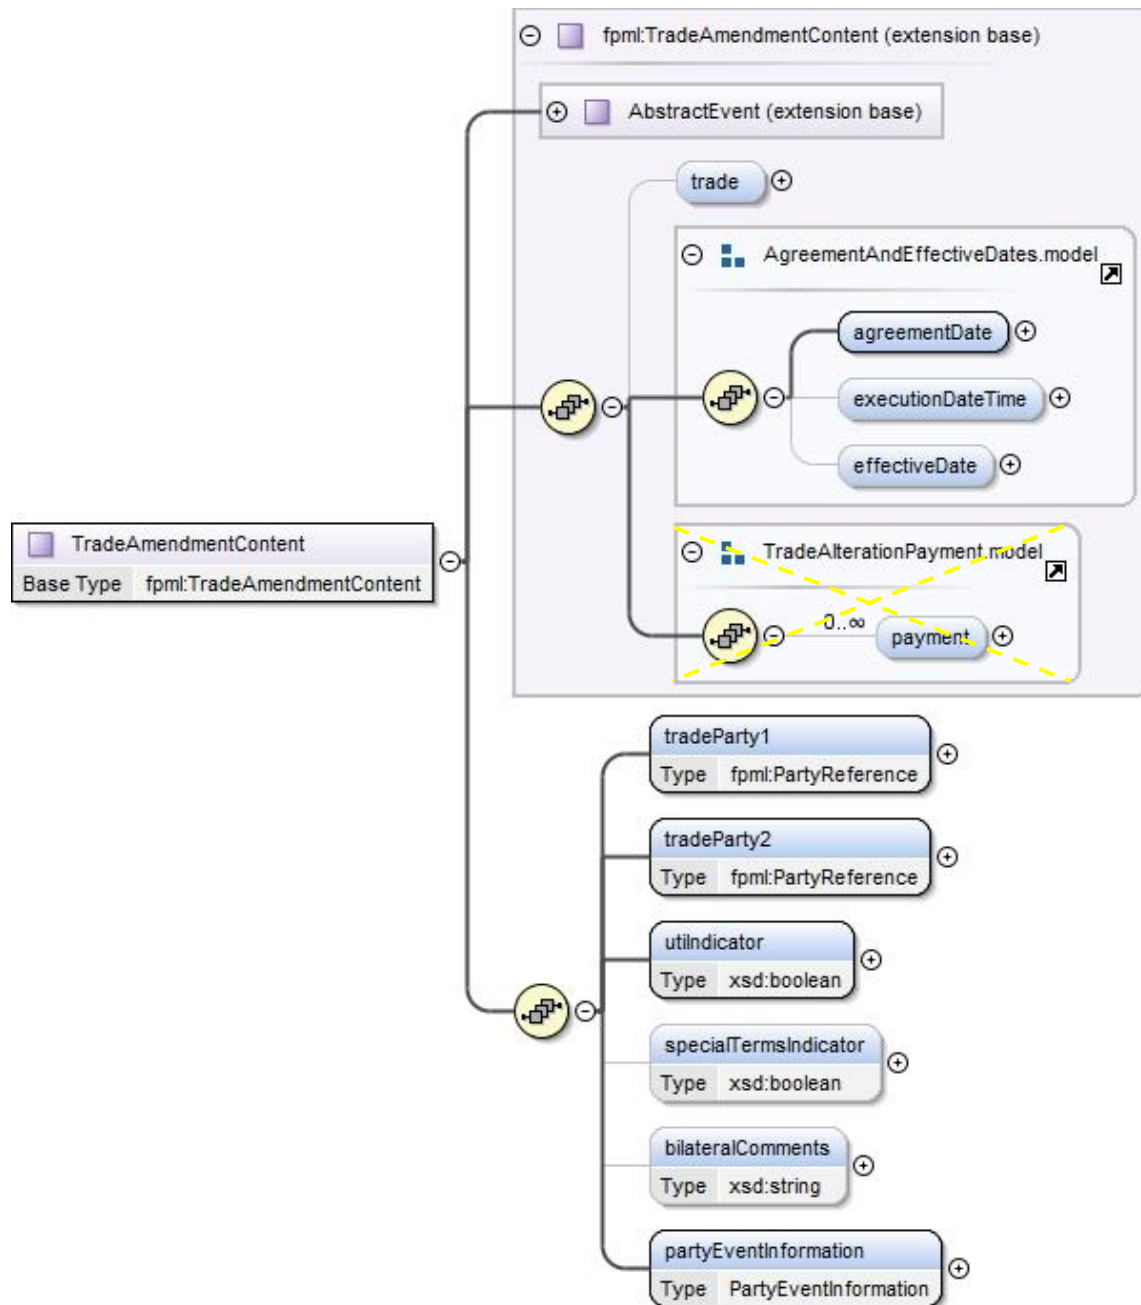 fpml:TradeAmendmentContent (extension base)
AbstractEvent (extension base)
trade
AgreementAndEffectiveDates.model
agreementDate
executionDateTime
effectiveDate
TradeAmendmentContent
Base Type fpml:TradeAmendmentContent
TradeAlterationPayment.model
0..∞
payment
tradeParty1
Type fpml:PartyReference
tradeParty2
Type fpml:PartyReference
utiIndicator
Type xsd:boolean
specialTermsIndicator
Type xsd:boolean
bilateralComments
Type xsd:string
partyEventInformation
Type PartyEventInformation